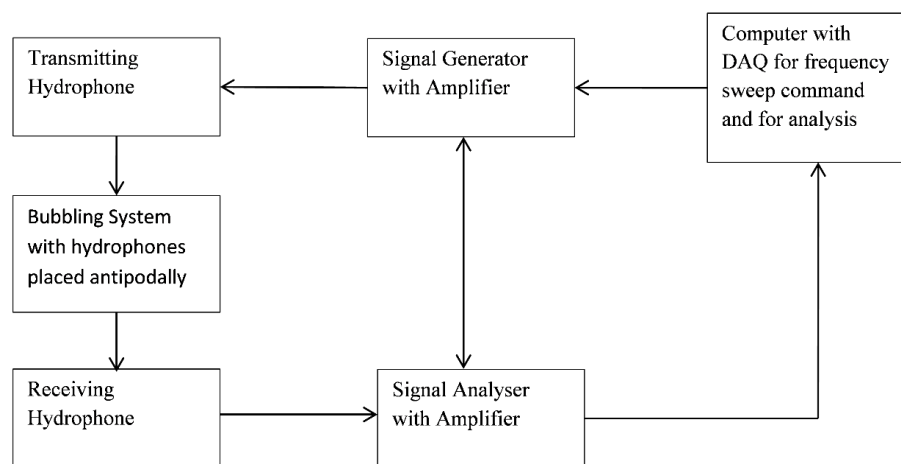 Transmitting
Hydrophone
Signal Generator
with Amplifier
Computer with
DAQ for frequency
sweep command
and for analysis
Bubbling System
with hydrophones
placed antipodally
Receiving
Hydrophone
Signal Analyser
with Amplifier